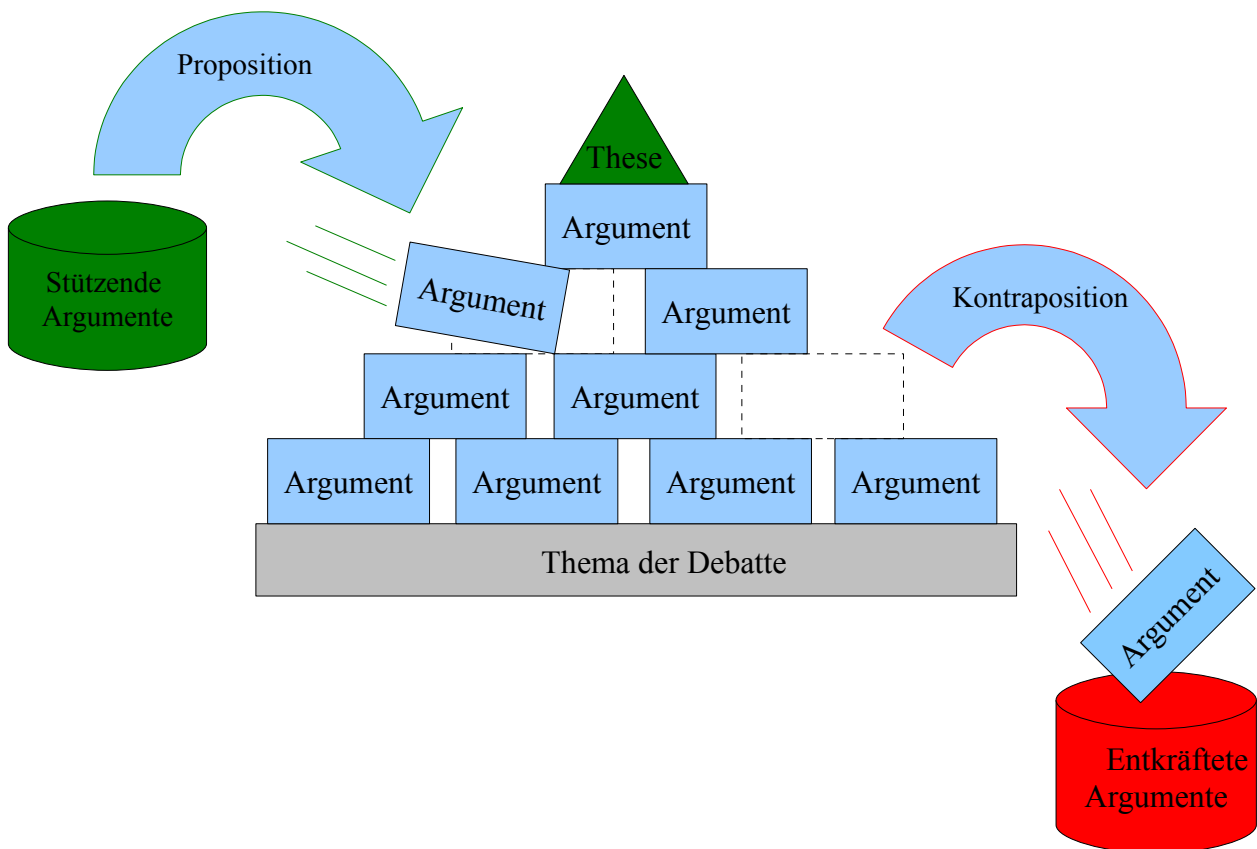 Proposition
These
Argument
Stützende
Argumente
Argument
Argument
Kontraposition
Argument
Argument
Argument
Argument
Argument
Argument
Thema der Debatte
Argument
Entkräftete
Argumente